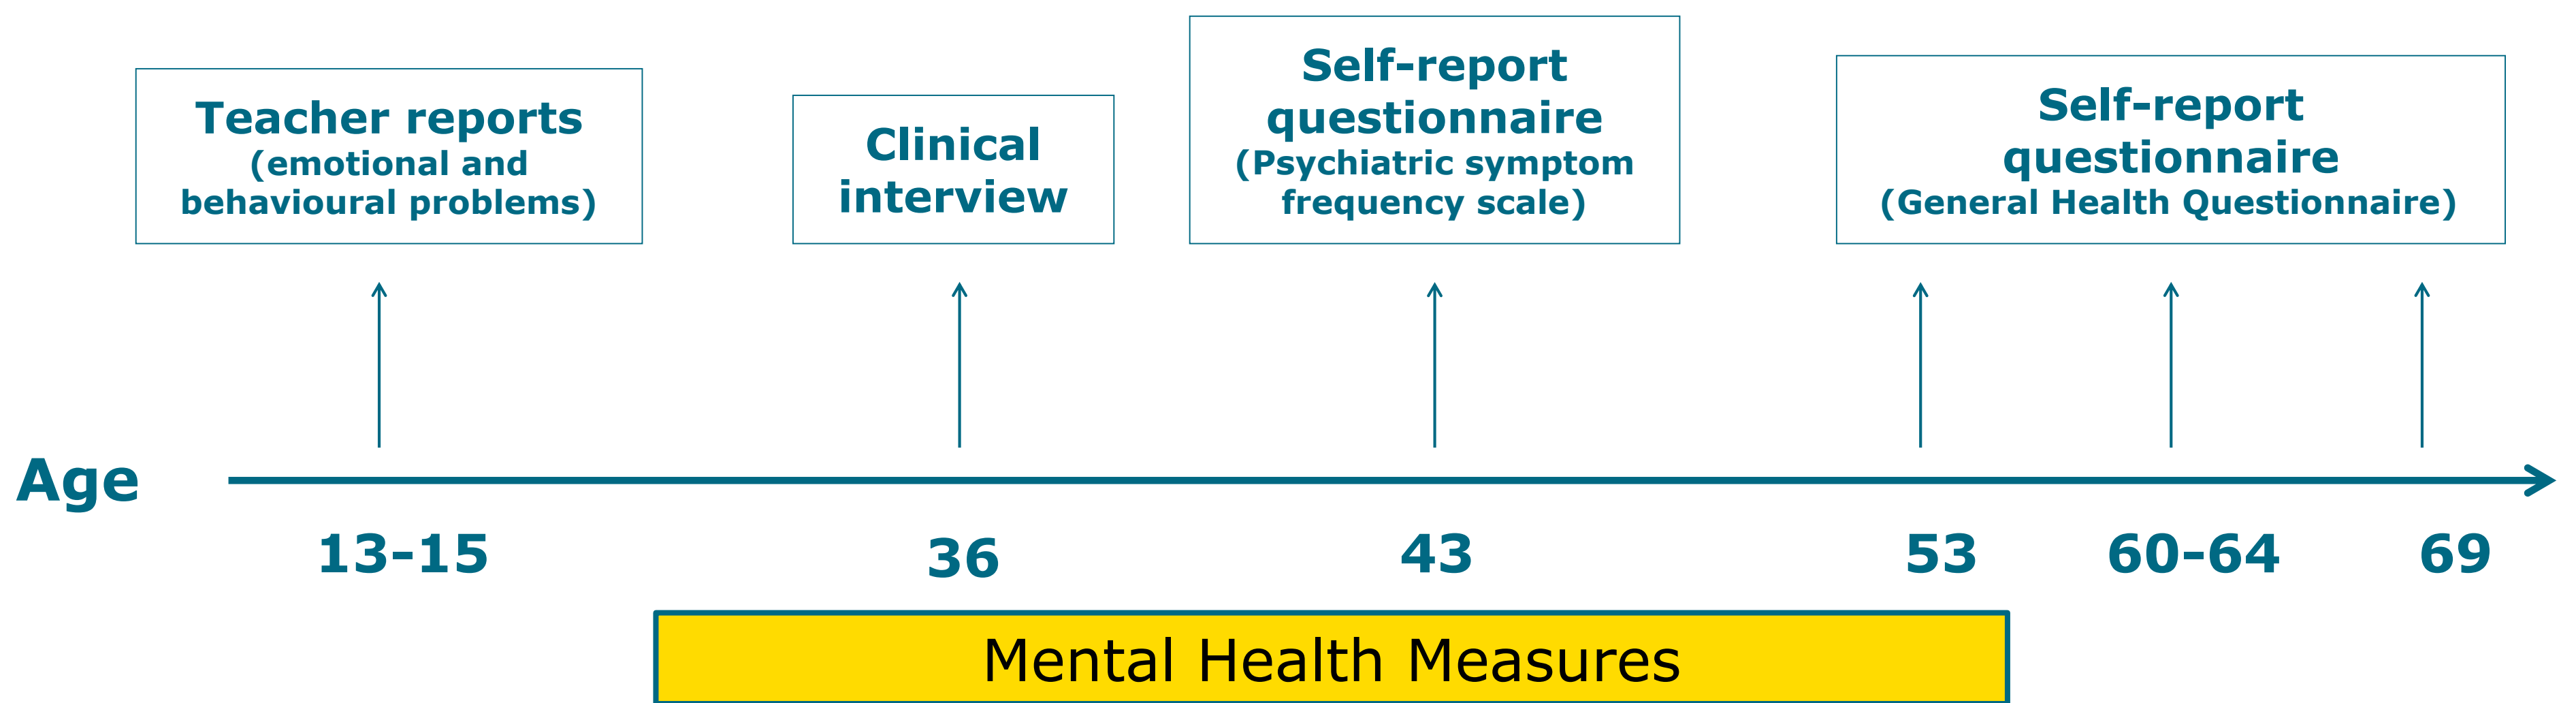 Teacher reports
(emotional and
behavioural problems)
Clinical
interview
Self-report
questionnaire
(Psychiatric symptom
frequency scale)
Self-report
questionnaire
(General Health Questionnaire)
Age
13-15
36
43
53
60-64
69
Mental Health Measures